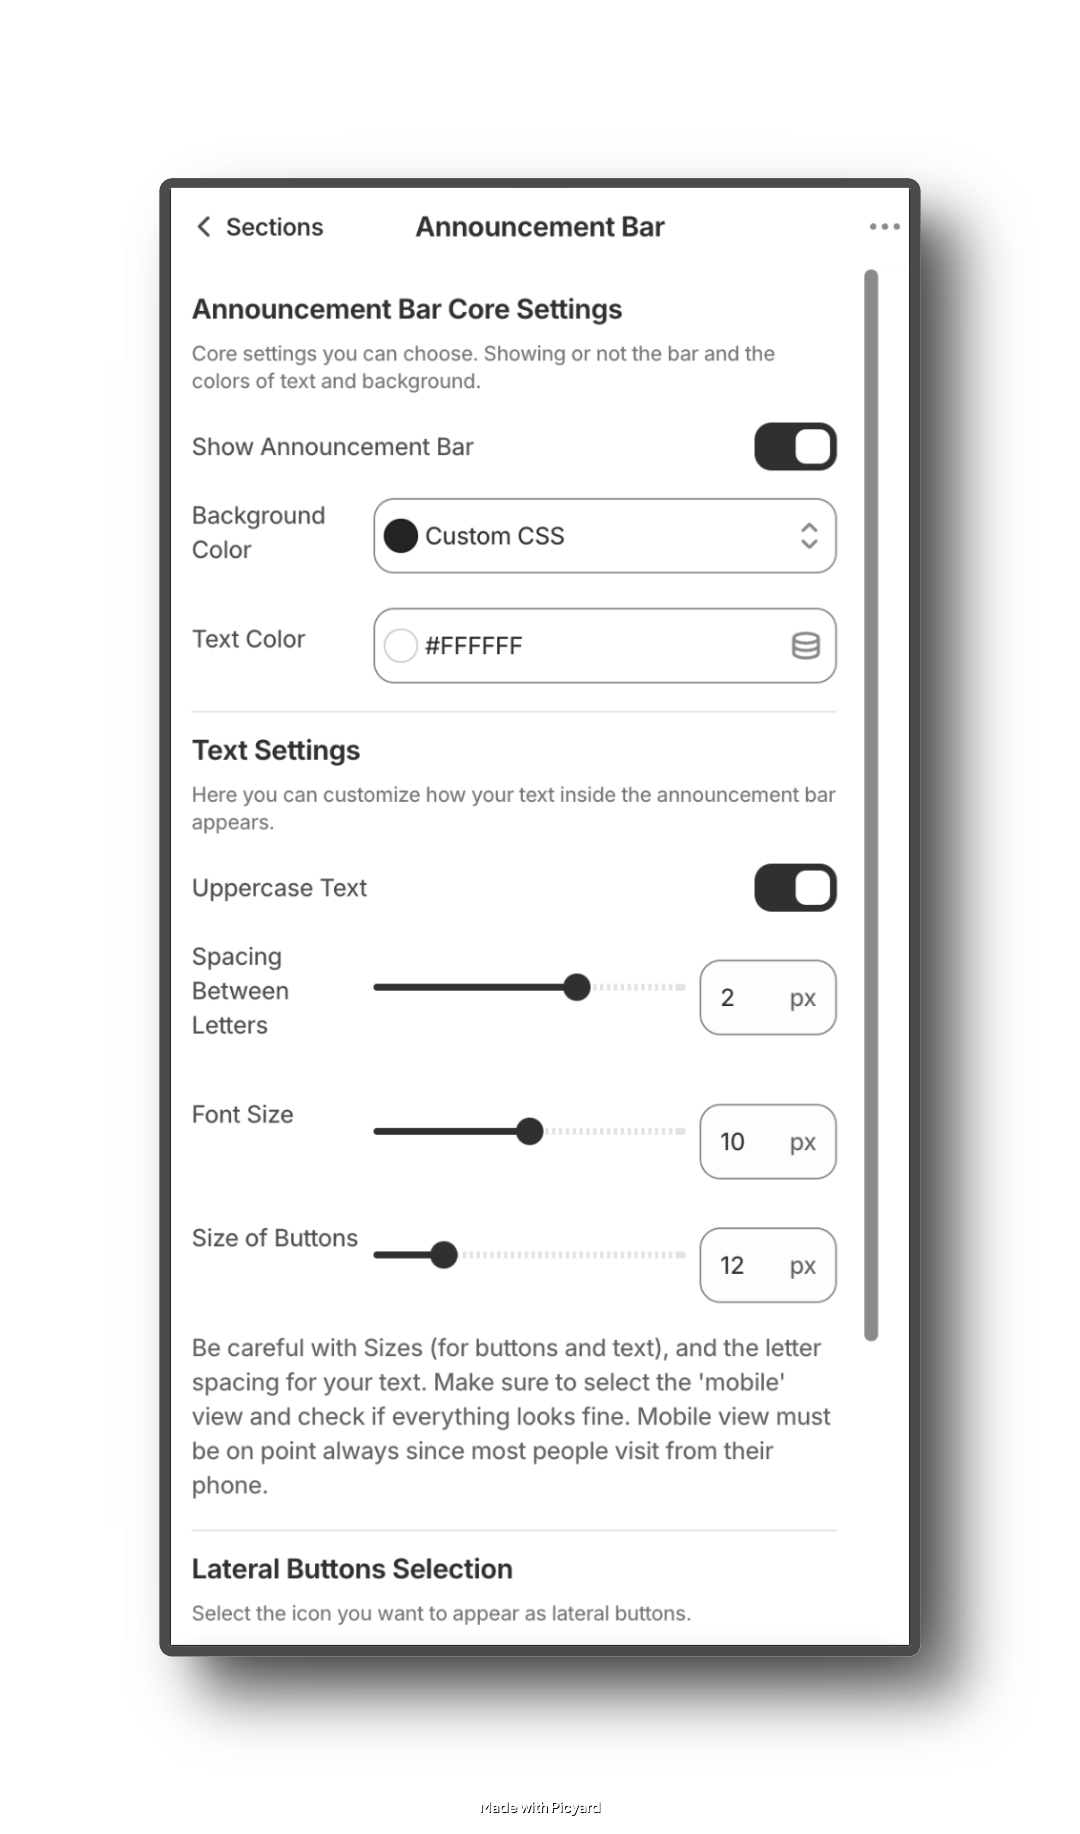 Sections
Announcement Bar
Announcement Bar Core Settings
Core settings you can choose. Showing or not the bar and the
colors of text and background.
Show Announcement Bar
Background
Color
Custom CSS
Text Color
#FFFFFF
Text Settings
Here you can customize how your text inside the announcement bar
appears.
Uppercase Text
Spacing
Between
Letters
2 px
Font Size
10 px
Size of Buttons
12 px
Be careful with Sizes (for buttons and text), and the letter
spacing for your text. Make sure to select the 'mobile'
view and check if everything looks fine. Mobile view must
be on point always since most people visit from their
phone.
Lateral Buttons Selection
Select the icon you want to appear as lateral buttons.
Made with Picyard